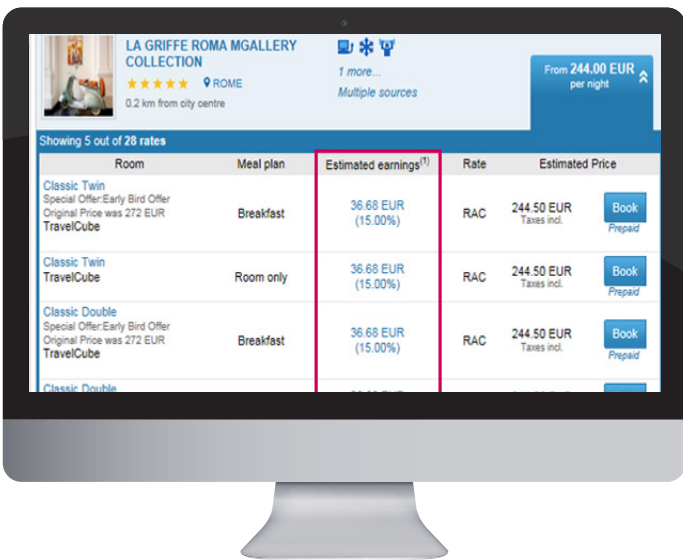 LA GRIFFE ROMA MGALLERY
COLLECTION
ROME
0.2 km from city centre
1 more...
Multiple sources
From 244.00 EUR
per night
Showing 5 out of 28 rates
Room Meal plan Estimated earnings(1) Rate Estimated Price
Classic Twin
Special Offer:Early Bird Offer
Original Price was 272 EUR
TravelCube
Breakfast
36.68 EUR
(15.00%)
RAC
244.50 EUR
Taxes incl.
Book
Prepaid
Classic Twin
TravelCube
Room only
36.68 EUR
(15.00%)
RAC
244.50 EUR
Taxes incl.
Book
Prepaid
Classic Double
Special Offer:Early Bird Offer
Original Price was 272 EUR
TravelCube
Breakfast
36.68 EUR
(15.00%)
RAC
244.50 EUR
Taxes incl.
Book
Prepaid
Classic Double